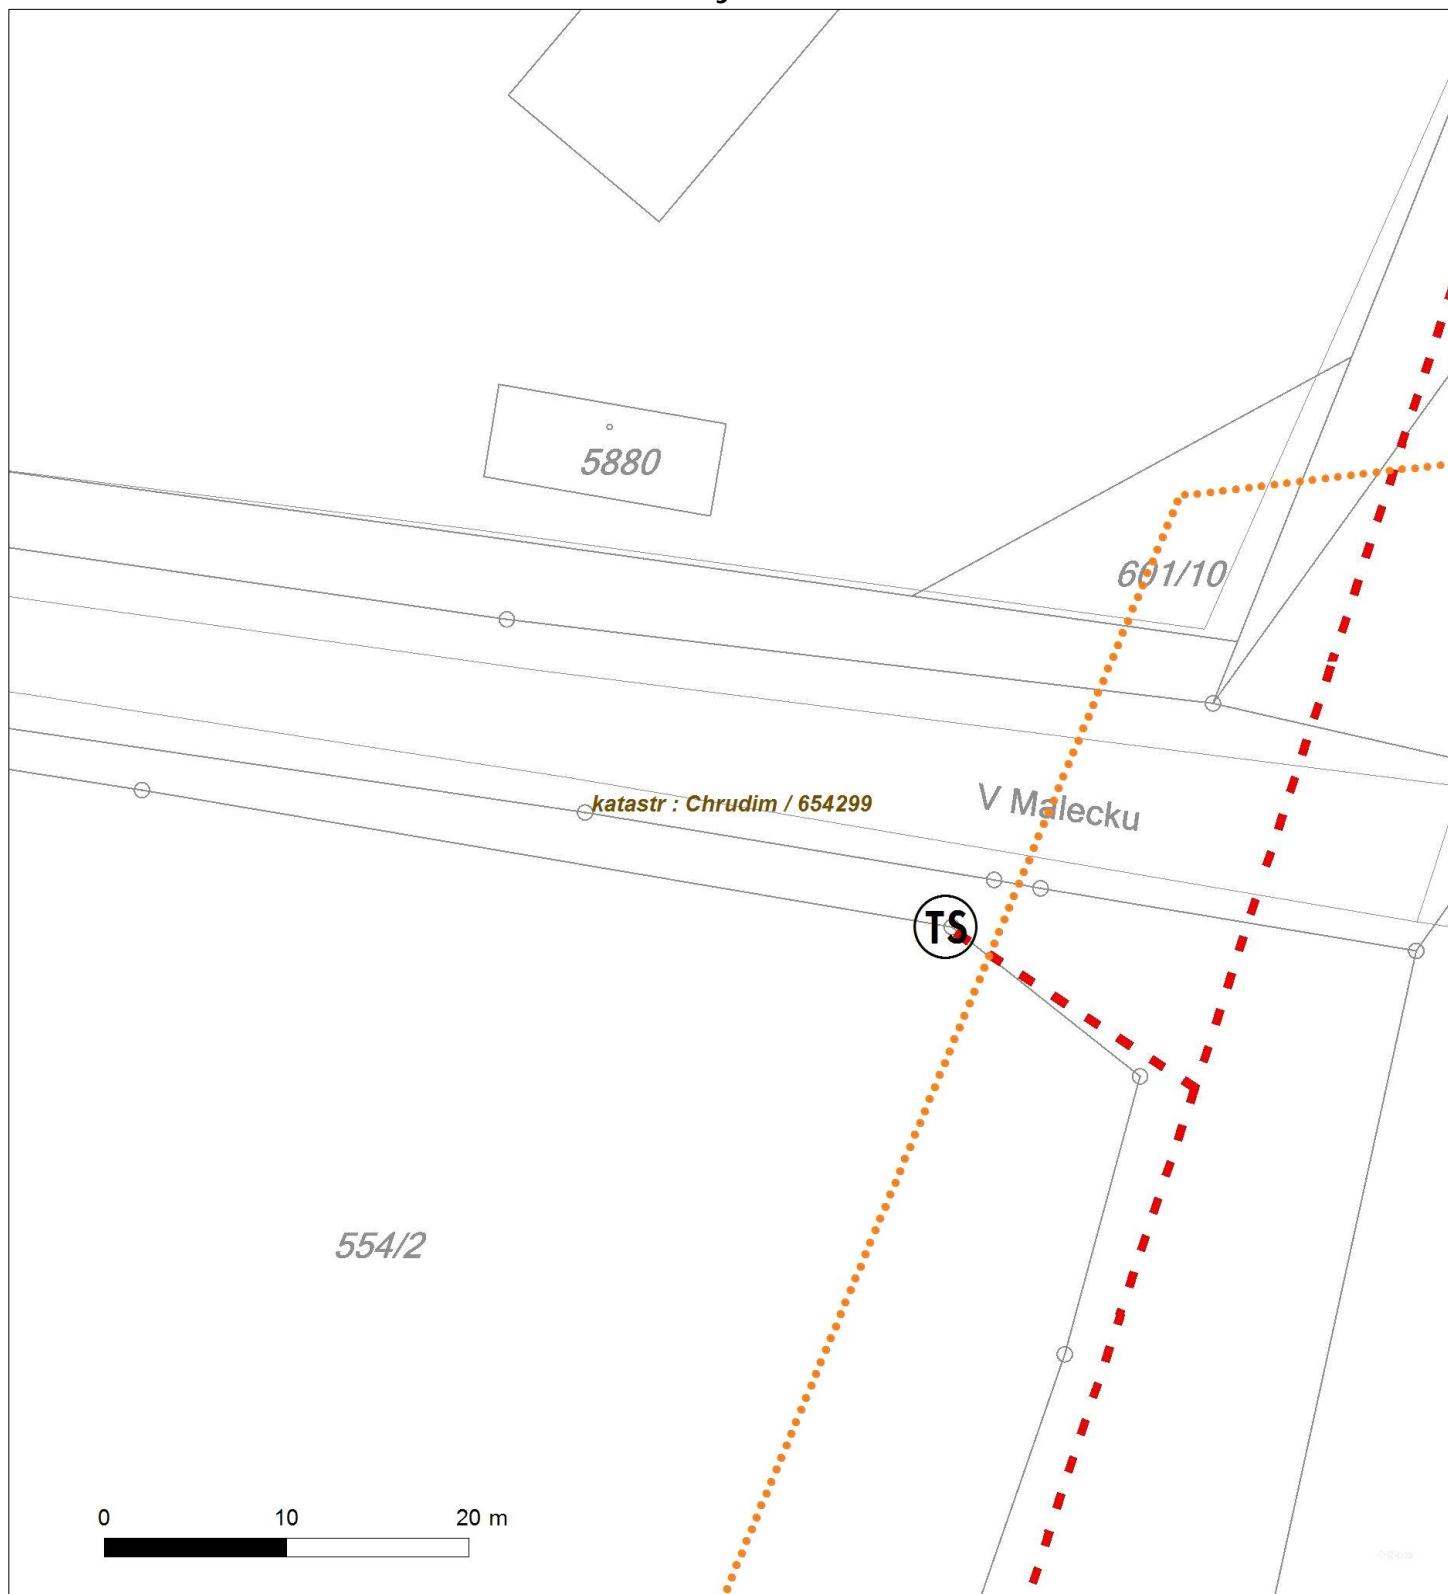 5880
601/10
katastr : Chrudim / 654299
V Malecku
TS
554/2
0 10 20 m